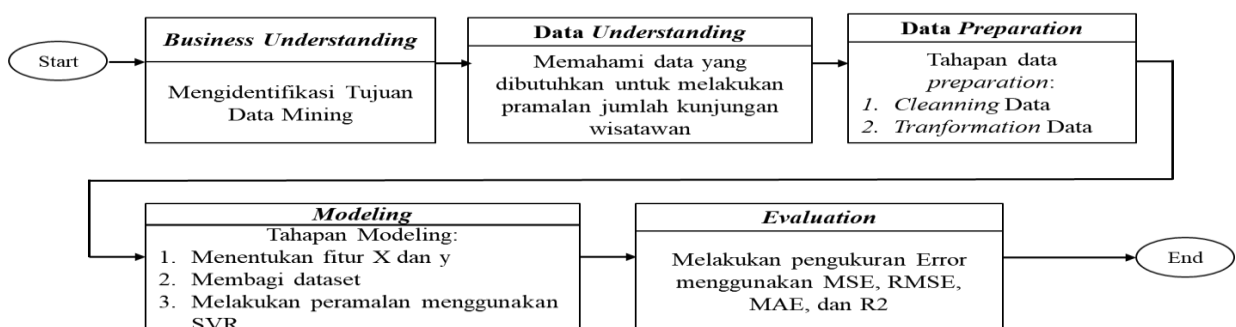 Start
Business Understanding
Mengidentifikasi Tujuan
Data Mining
Data Understanding
Memahami data yang
dibutuhkan untuk melakukan
pramalan jumlah kunjungan
wisatawan
Data Preparation
Tahapan data
preparation:
1. Cleanning Data
2. Tranformation Data
Modeling
Tahapan Modeling:
1. Menentukan fitur X dan y
2. Membagi dataset
3. Melakukan peramalan menggunakan
SVR
Evaluation
Melakukan pengukuran Error
menggunakan MSE, RMSE,
MAE, dan R2
End